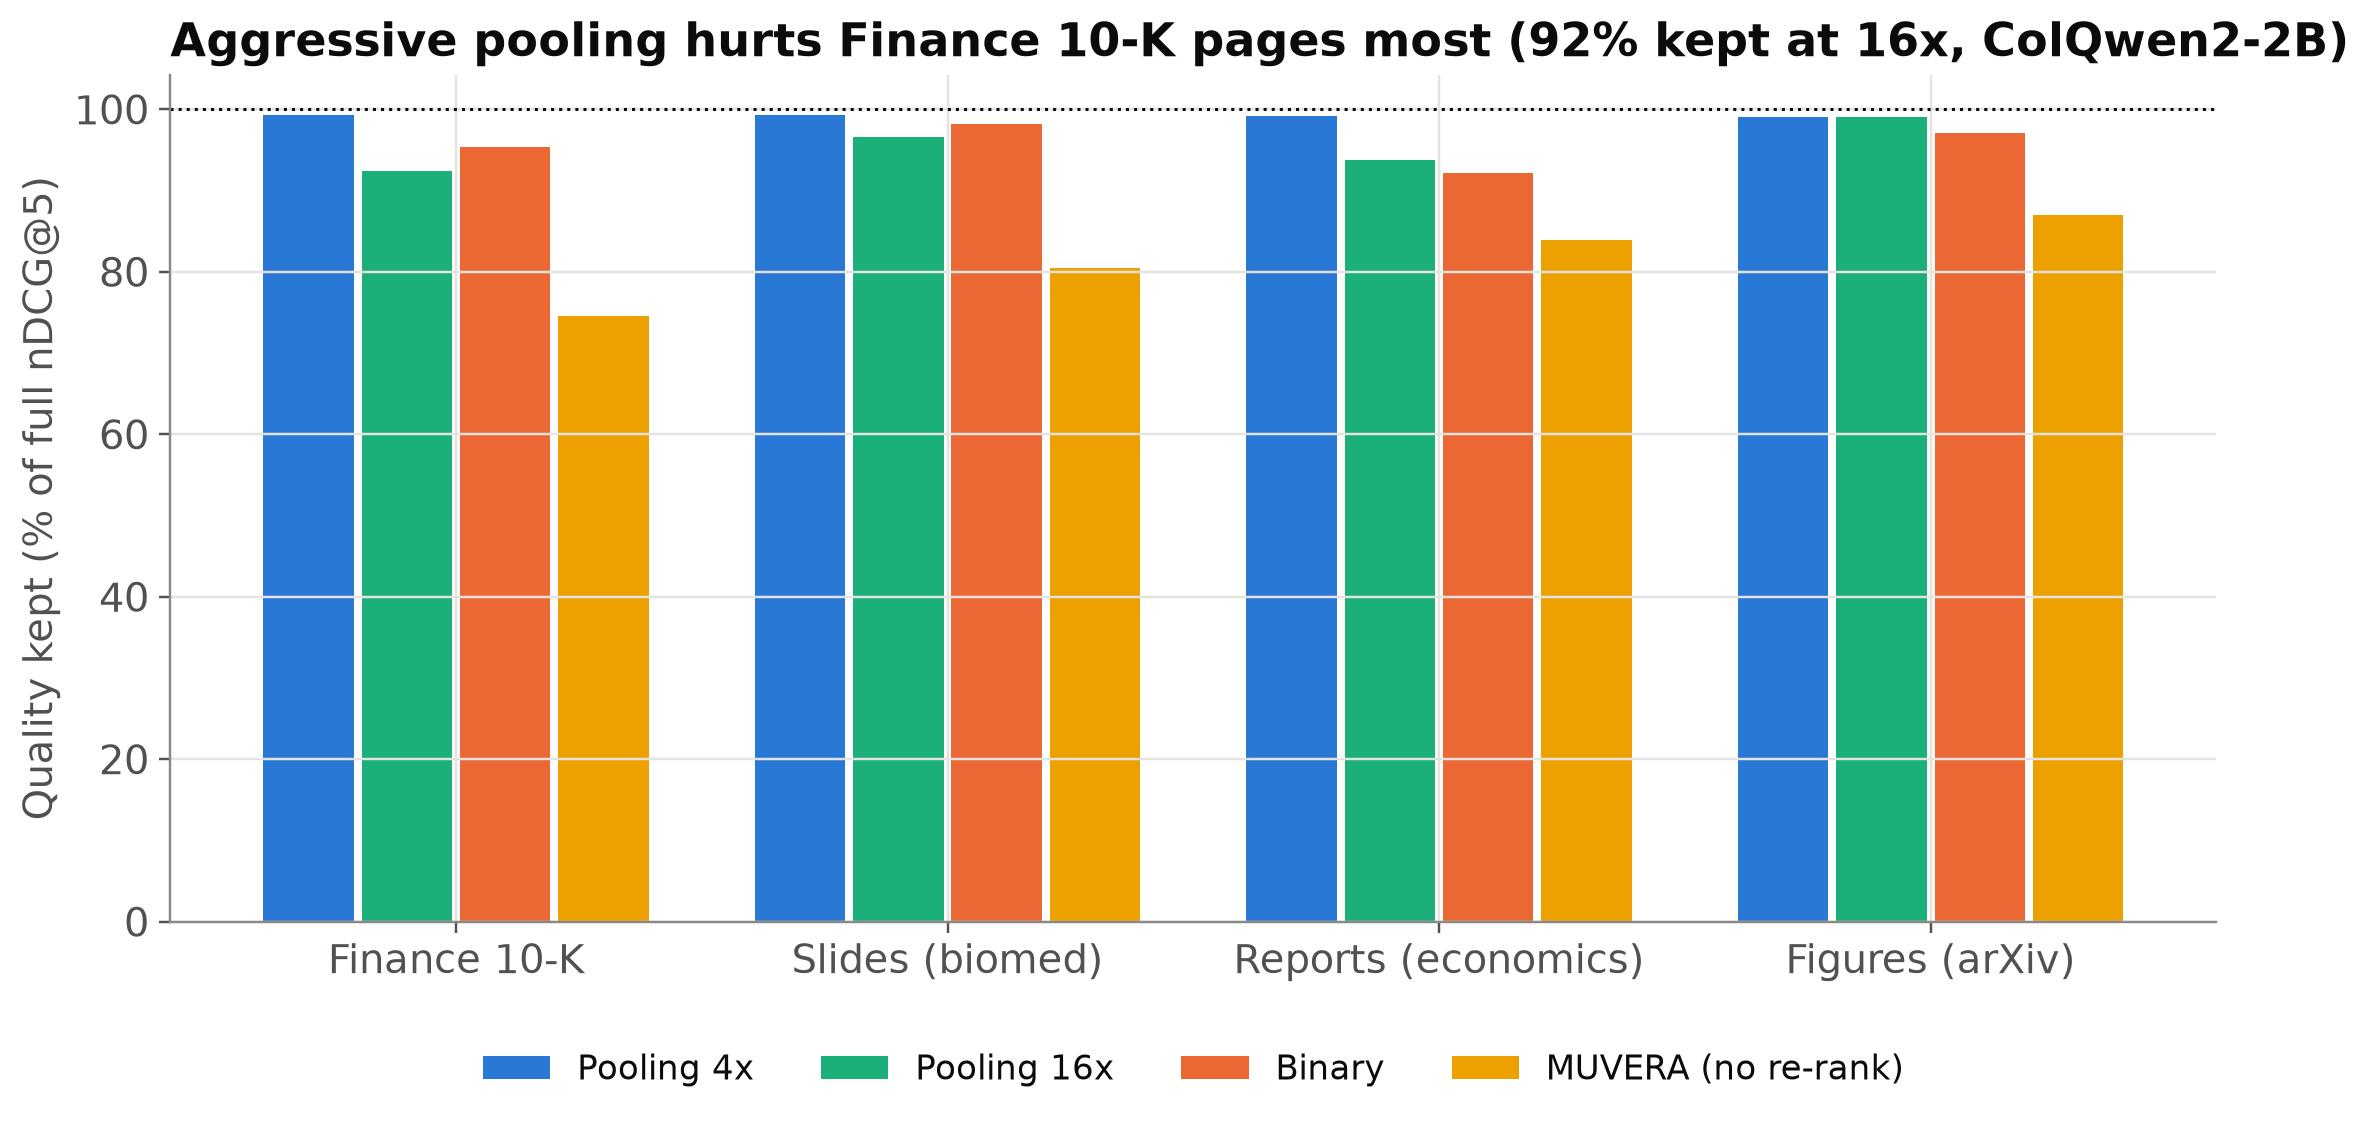 Aggressive pooling hurts Finance 10-K pages most (92% kept at 16x, ColQwen2-2B)
Quality kept (% of full nDCG@5)
100
80
60
40
20
0
Finance 10-K
Slides (biomed)
Reports (economics)
Figures (arXiv)
Pooling 4x
Pooling 16x
Binary
MUVERA (no re-rank)